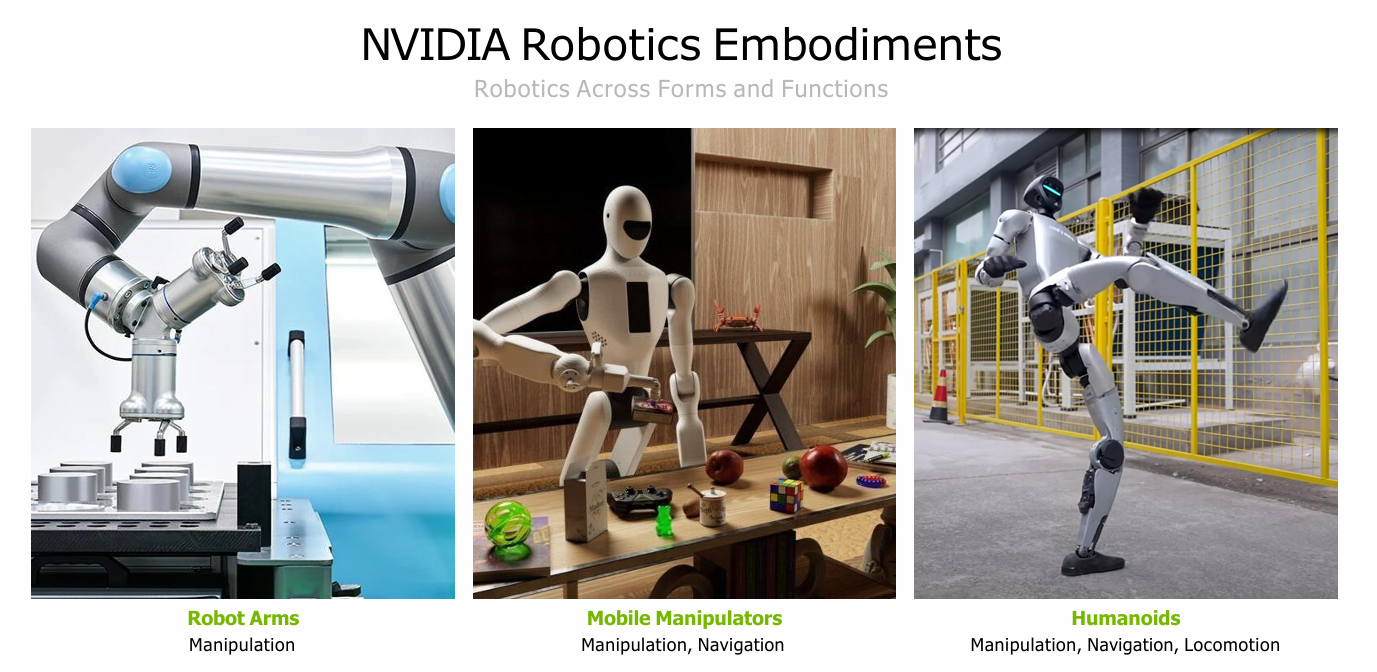 NVIDIA Robotics Embodiments
Robotics Across Forms and Functions
Robot Arms
Manipulation
Mobile Manipulators
Manipulation, Navigation
Humanoids
Manipulation, Navigation, Locomotion